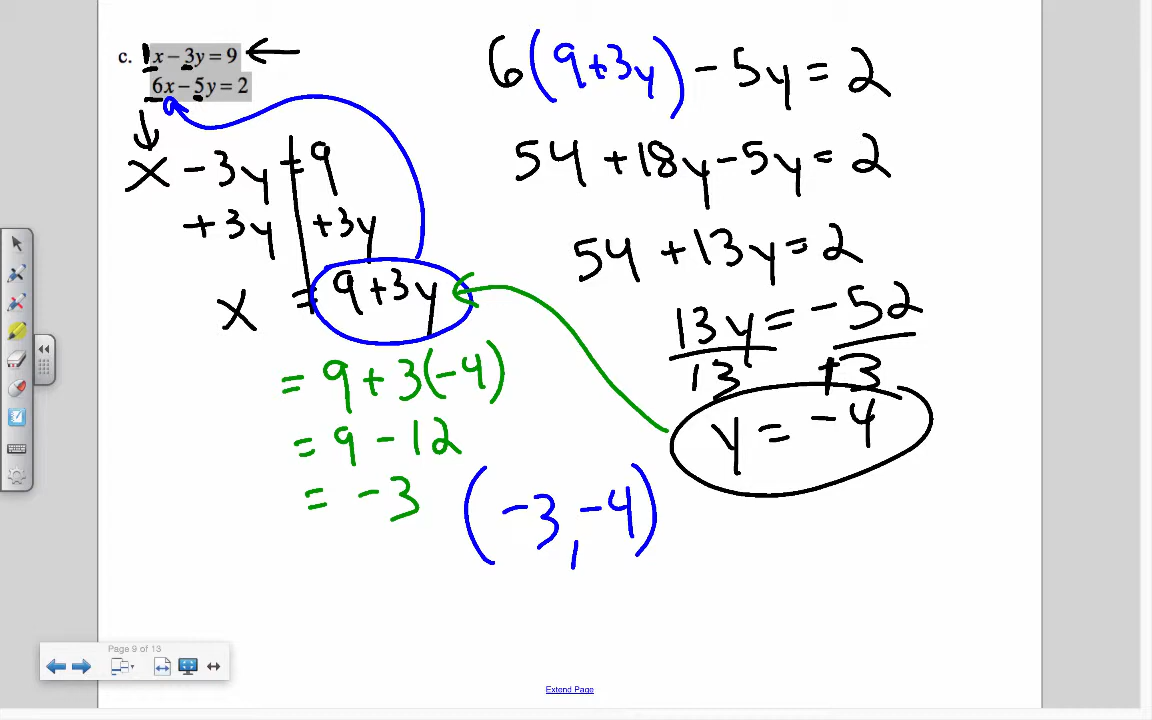 c. 1x − 3y = 9
6x − 5y = 2
x - 3y = 9
+3y +3y
x = 9+3y
= 9 + 3(-4)
= 9 - 12
= -3
(-3, -4)
6(9+3y) - 5y = 2
54 + 18y - 5y = 2
54 + 13y = 2
13y = -52
13 13
y = -4
Page 9 of 13
Extend Page